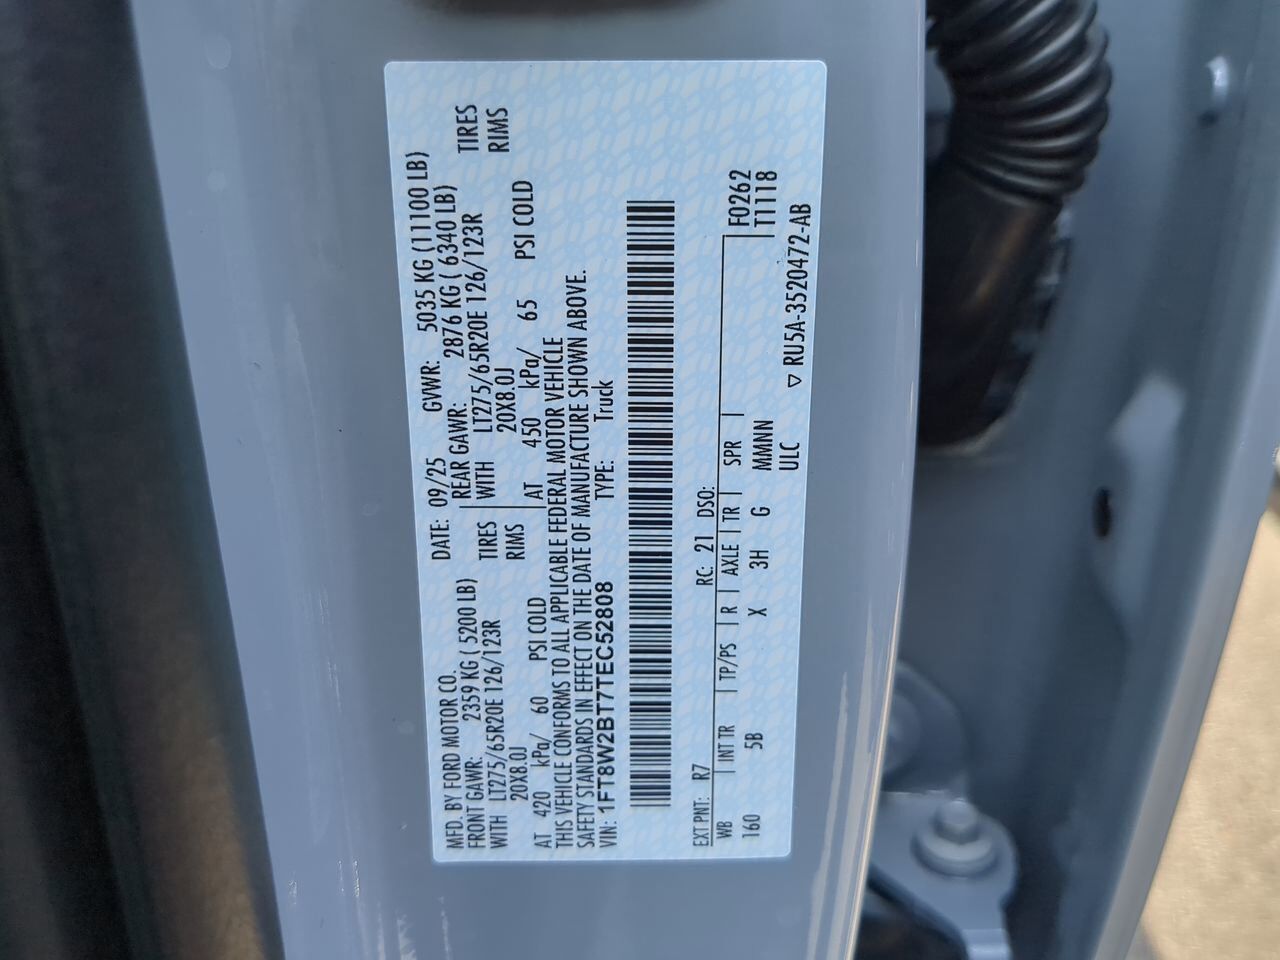 MFD. BY FORD MOTOR CO.
DATE: 09/25 GVWR: 5035 KG (11100 LB)
FRONT GAWR: 2359 KG ( 5200 LB) REAR GAWR: 2876 KG ( 6340 LB)
WITH LT275/65R20E 126/123R TIRES WITH LT275/65R20E 126/123R TIRES
20X8.0J RIMS 20X8.0J RIMS
AT 420 kPa/ 60 PSI COLD AT 450 kPa/ 65 PSI COLD
THIS VEHICLE CONFORMS TO ALL APPLICABLE FEDERAL MOTOR VEHICLE
SAFETY STANDARDS IN EFFECT ON THE DATE OF MANUFACTURE SHOWN ABOVE.
VIN: 1FT8W2BT7TEC52808 TYPE: Truck
EXT PNT: R7 RC: 21 DSO:
WB INT TR TP/PS R AXLE TR SPR F0262
160 5B X 3H G MMNN T1118
ULC
▽ RU5A-3520472-AB